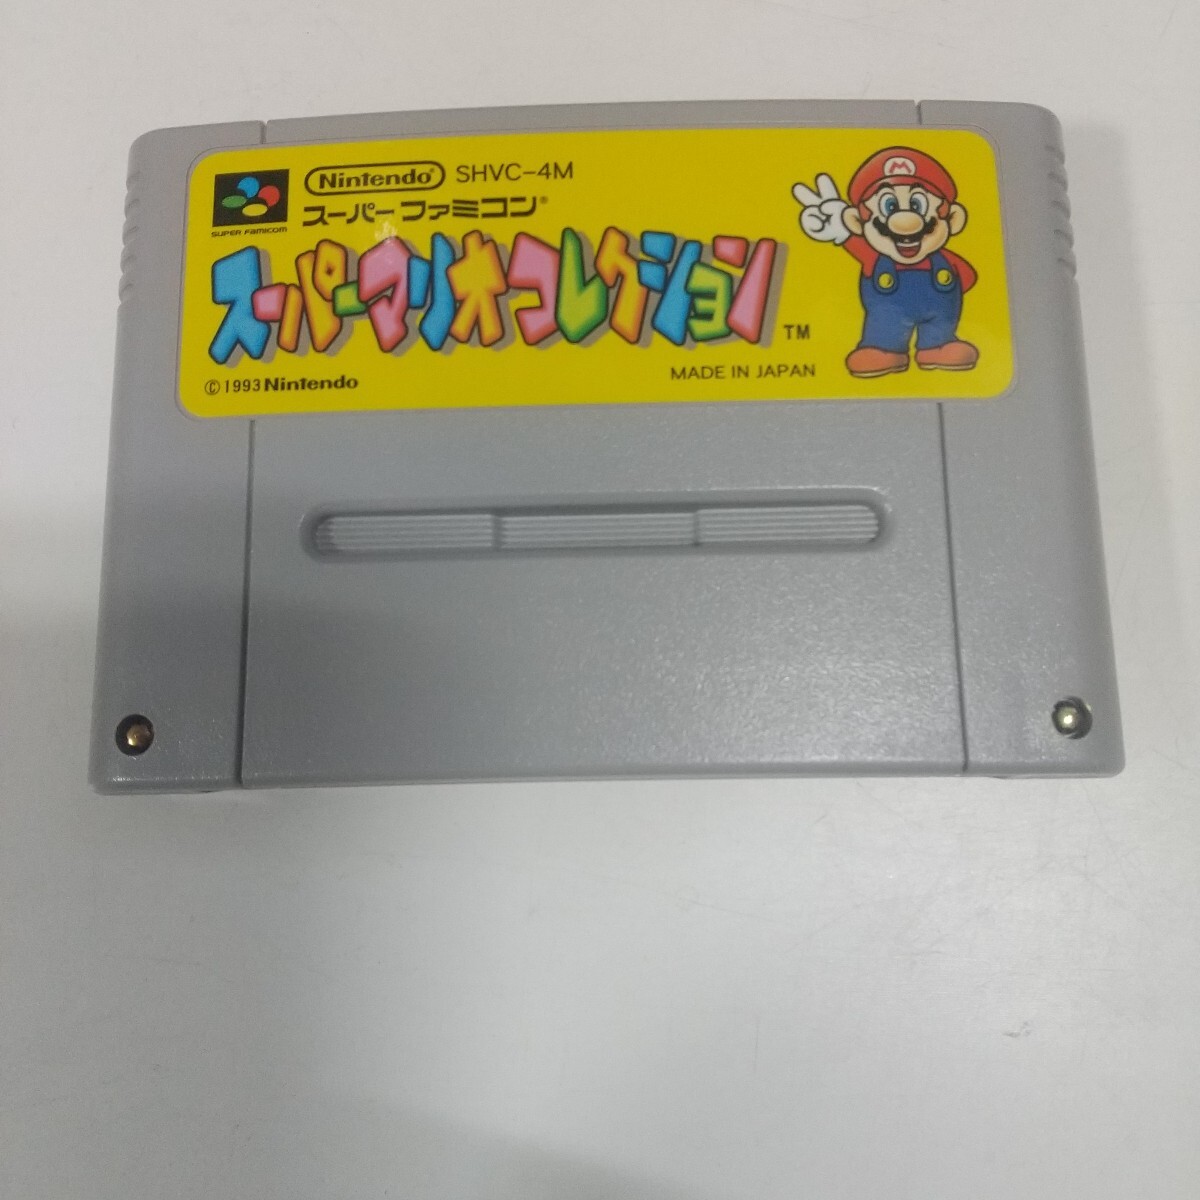 Nintendo SHVC-4M
スーパーファミコン®
SUPER FAMICOM
スーパーマリオコレクション TM
© 1993 Nintendo
MADE IN JAPAN
M